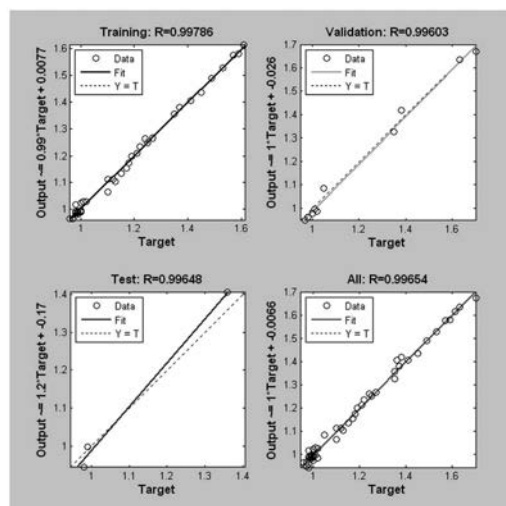 Training: R=0.99786
Output ~= 0.99*Target + 0.0077
1.6
1.5
1.4
1.3
1.2
1.1
1
Data
Fit
Y = T
1
1.2
1.4
1.6
Target
Validation: R=0.99603
Output ~= 1*Target + -0.026
1.7
1.6
1.5
1.4
1.3
1.2
1.1
1
Data
Fit
Y = T
1
1.2
1.4
1.6
Target
Test: R=0.99648
Output ~= 1.2*Target + -0.17
1.4
1.3
1.2
1.1
1
Data
Fit
Y = T
1
1.1
1.2
1.3
1.4
Target
All: R=0.99654
Output ~= 1*Target + -0.0066
1.7
1.6
1.5
1.4
1.3
1.2
1.1
1
Data
Fit
Y = T
1
1.2
1.4
1.6
Target